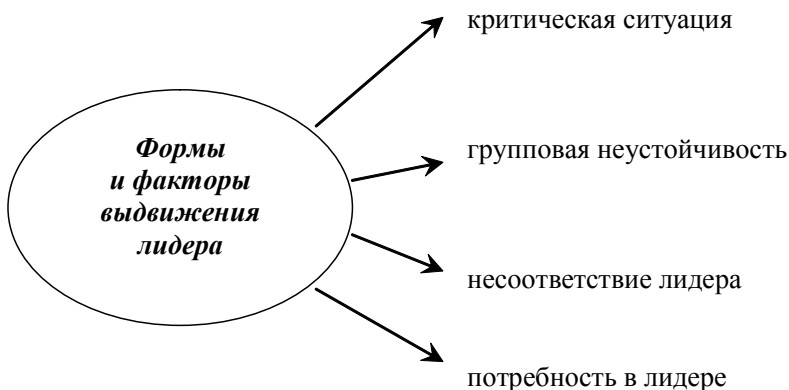 критическая ситуация
Формы
и факторы
выдвижения
лидера
групповая неустойчивость
несоответствие лидера
потребность в лидере